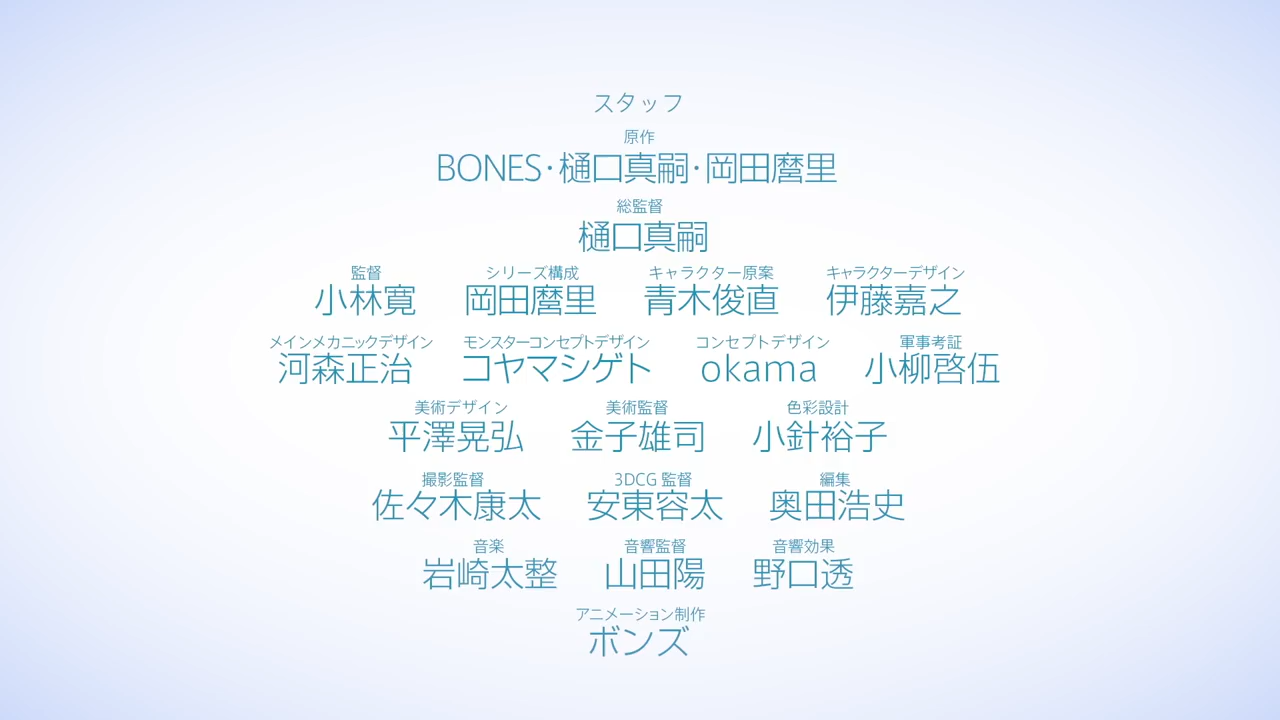 スタッフ
原作
BONES・樋口真嗣・岡田麿里
総監督
樋口真嗣
監督 シリーズ構成 キャラクター原案 キャラクターデザイン
小林寛 岡田麿里 青木俊直 伊藤嘉之
メインメカニックデザイン モンスターコンセプトデザイン コンセプトデザイン 軍事考証
河森正治 コヤマシゲト okama 小柳啓伍
美術デザイン 美術監督 色彩設計
平澤晃弘 金子雄司 小針裕子
撮影監督 3DCG 監督 編集
佐々木康太 安東容太 奥田浩史
音楽 音響監督 音響効果
岩崎太整 山田陽 野口透
アニメーション制作
ボンズ